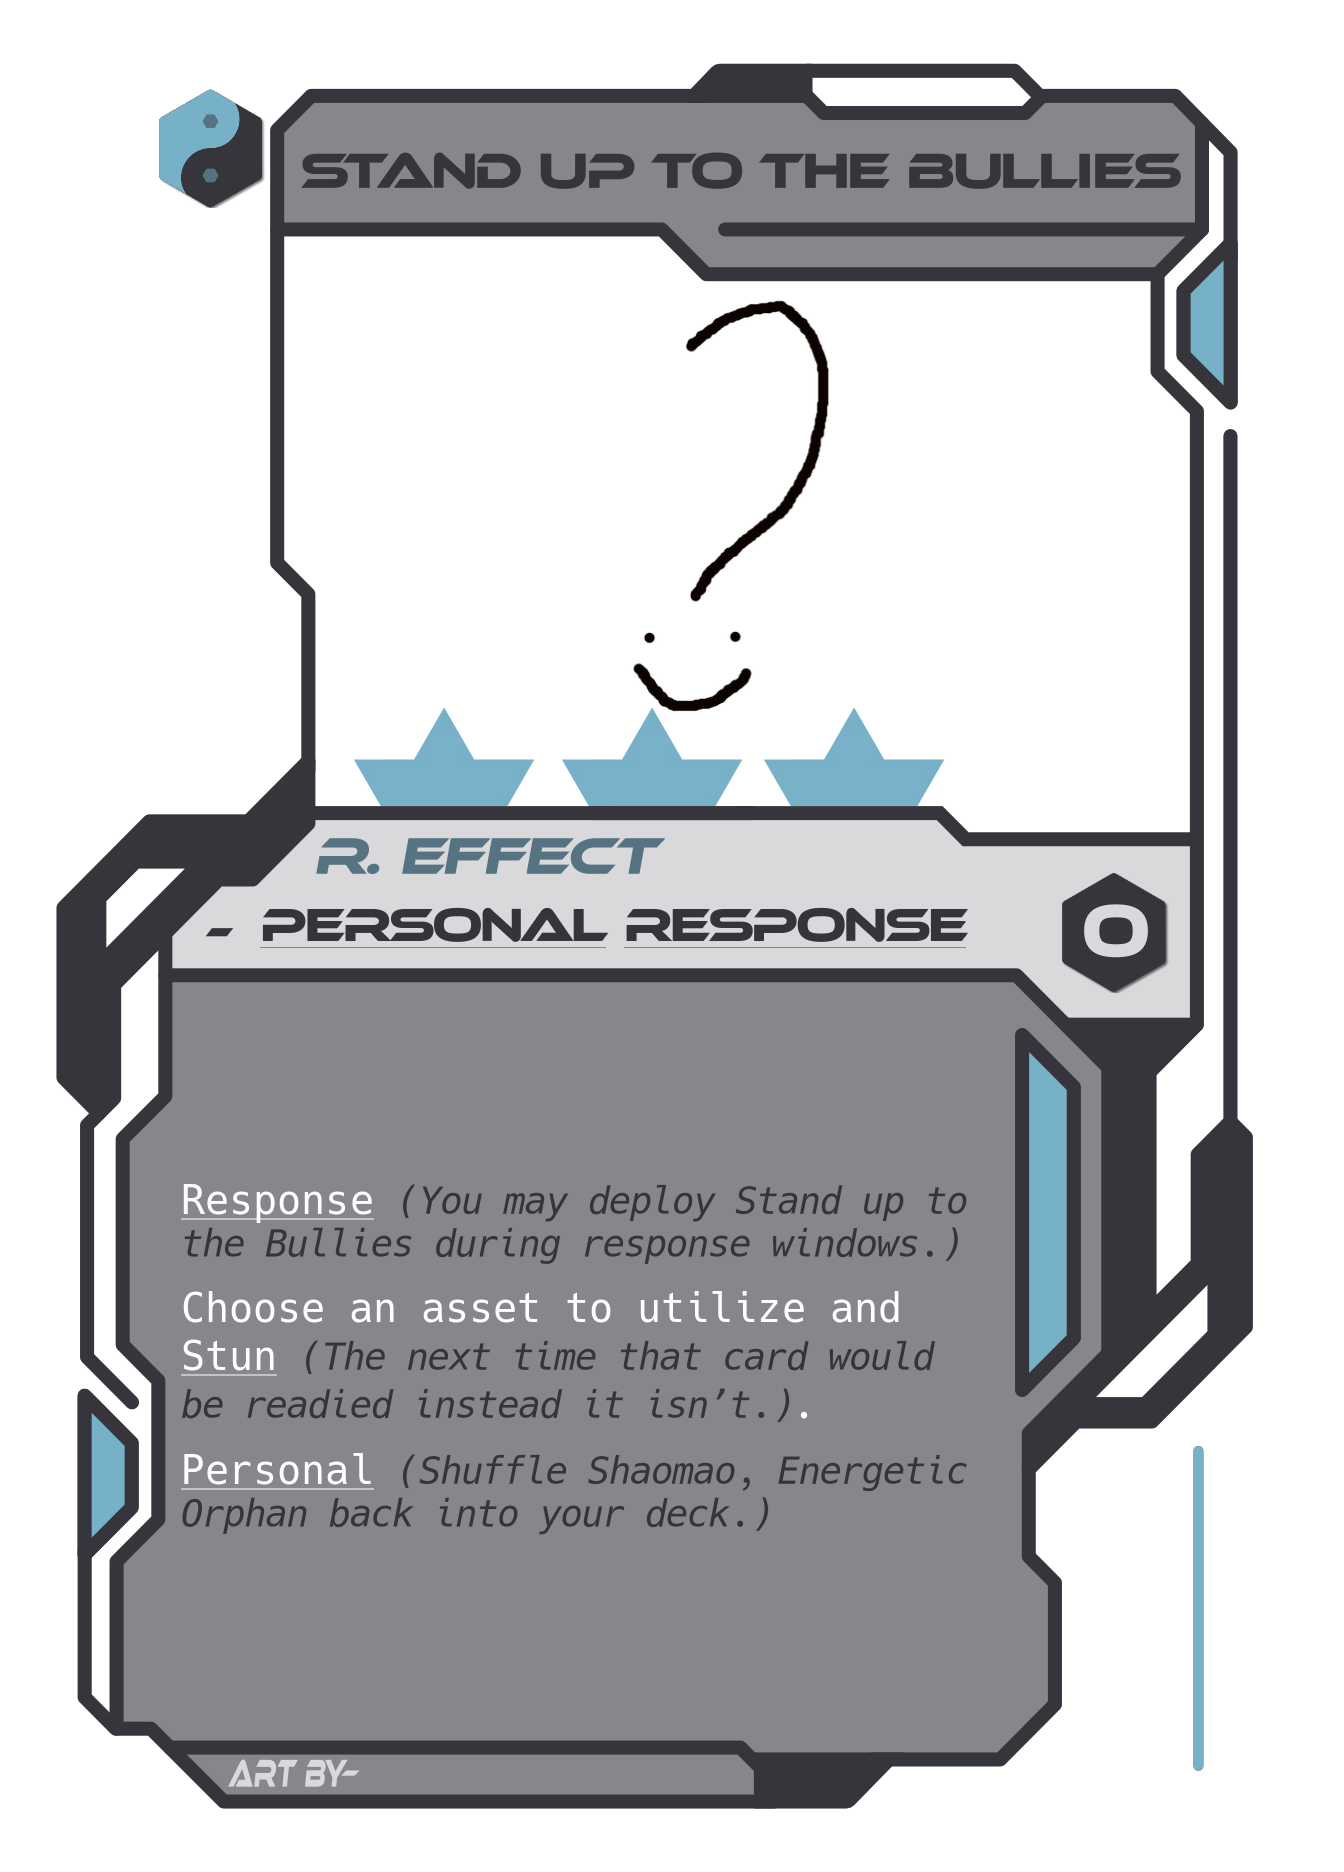 STAND UP TO THE BULLIES
R. EFFECT
- PERSONAL RESPONSE
0
Response (You may deploy Stand up to
the Bullies during response windows.)
Choose an asset to utilize and
Stun (The next time that card would
be readied instead it isn’t.).
Personal (Shuffle Shaomao, Energetic
Orphan back into your deck.)
ART BY-